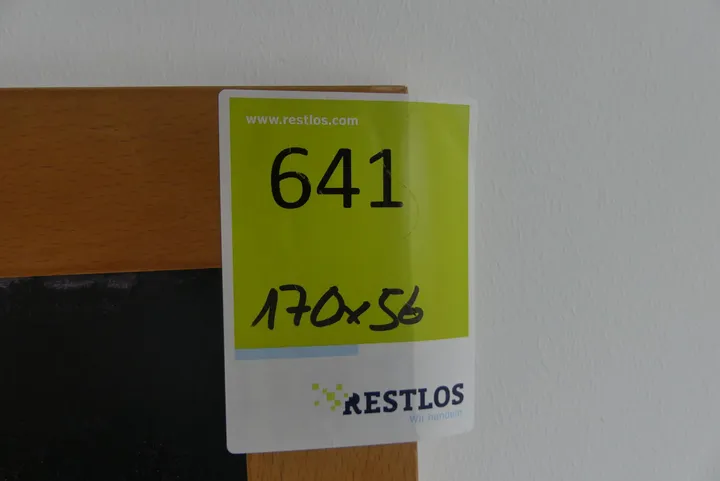 www.restlos.com
641
170x56
RESTLOS
Wir handeln